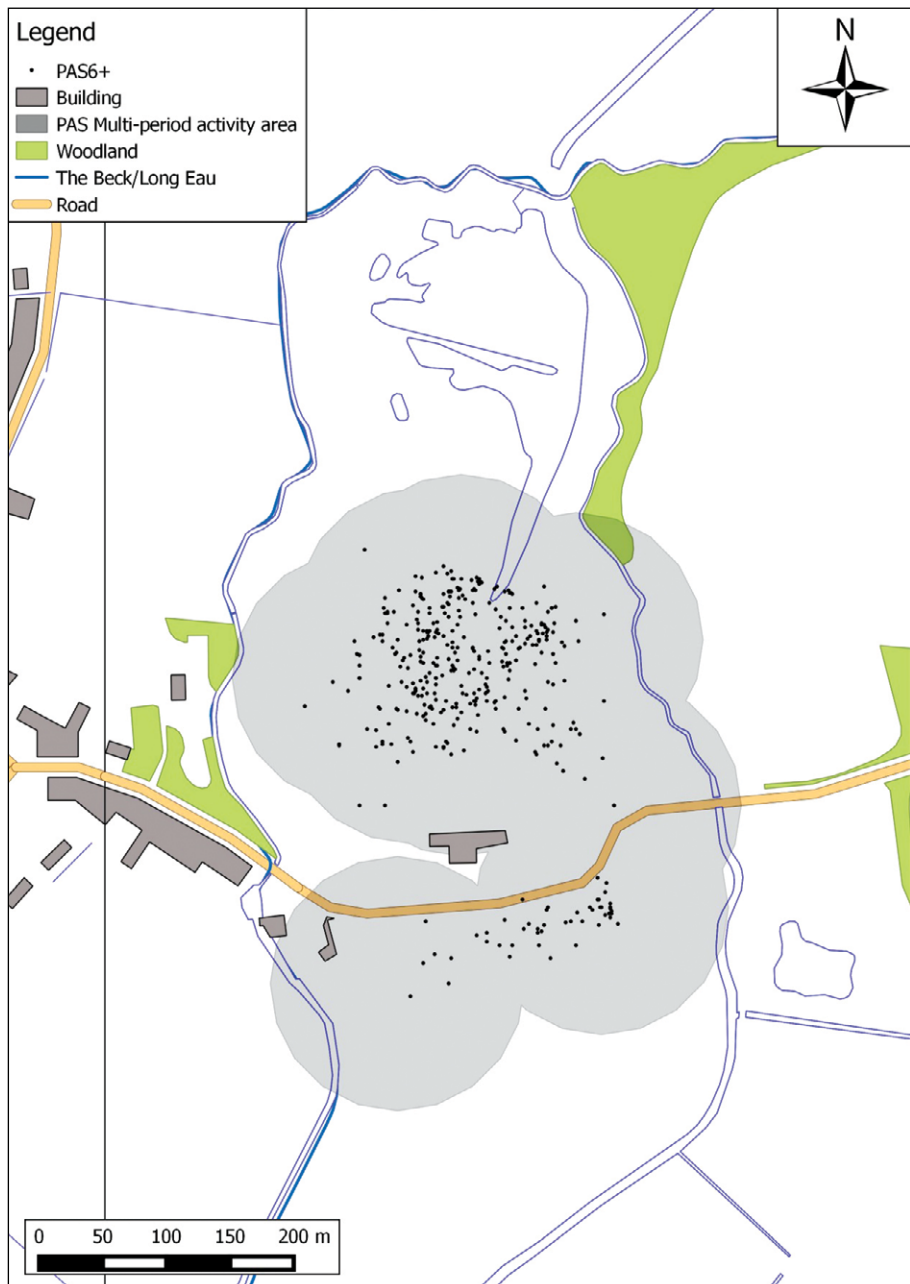 Legend
PAS6+
Building
PAS Multi-period activity area
Woodland
The Beck/Long Eau
Road
N
0 50 100 150 200 m